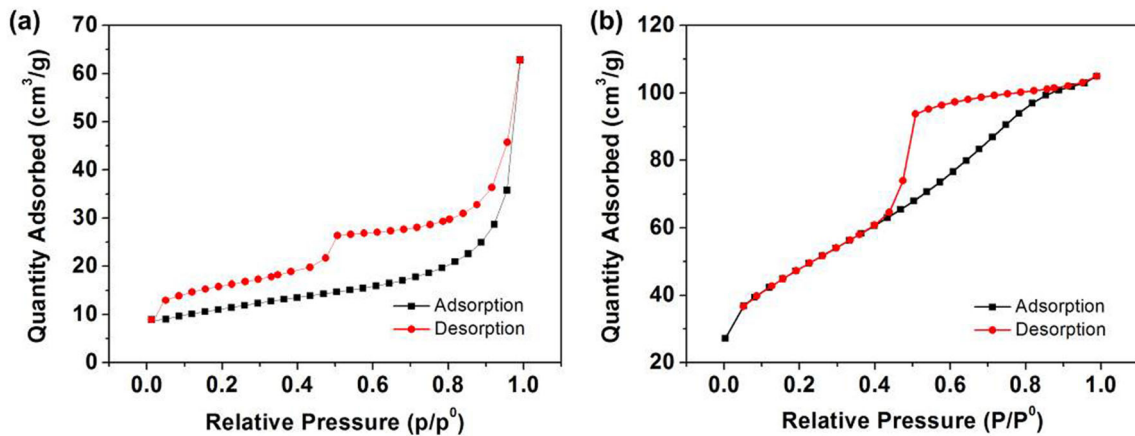 (a)
Quantity Adsorbed (cm³/g)
70
60
50
40
30
20
10
0
Adsorption
Desorption
0.0 0.2 0.4 0.6 0.8 1.0
Relative Pressure (p/p⁰)
(b)
Quantity Adsorbed (cm³/g)
120
100
80
60
40
20
Adsorption
Desorption
0.0 0.2 0.4 0.6 0.8 1.0
Relative Pressure (P/P⁰)